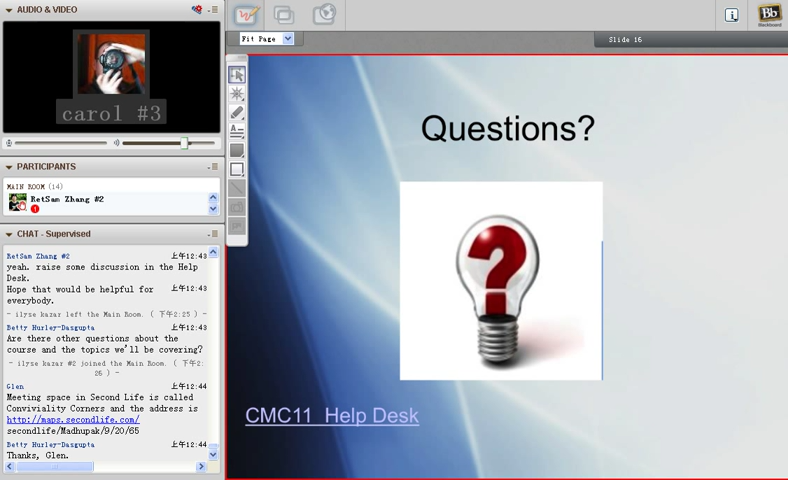 AUDIO & VIDEO
carol #3
PARTICIPANTS
MAIN ROOM (14)
RetSam Zhang #2
1
CHAT - Supervised
RetSam Zhang #2 上午12:43
yeah. raise some discussion in the Help
Desk.
Hope that would be helpful for 上午12:43
everybody.
- ilyse kazar left the Main Room. ( 下午2:25 ) -
Betty Hurley-Dasgupta 上午12:43
Are there other questions about the
course and the topics we'll be covering?
- ilyse kazar #2 joined the Main Room. ( 下午2:
26 ) -
Glen 上午12:44
Meeting space in Second Life is called
Conviviality Corners and the address is
http://maps.secondlife.com/
secondlife/Madhupak/9/20/65
Betty Hurley-Dasgupta 上午12:44
Thanks, Glen.
i
Bb
Blackboard
Fit Page
Slide 16
A
Questions?
?
CMC11 Help Desk